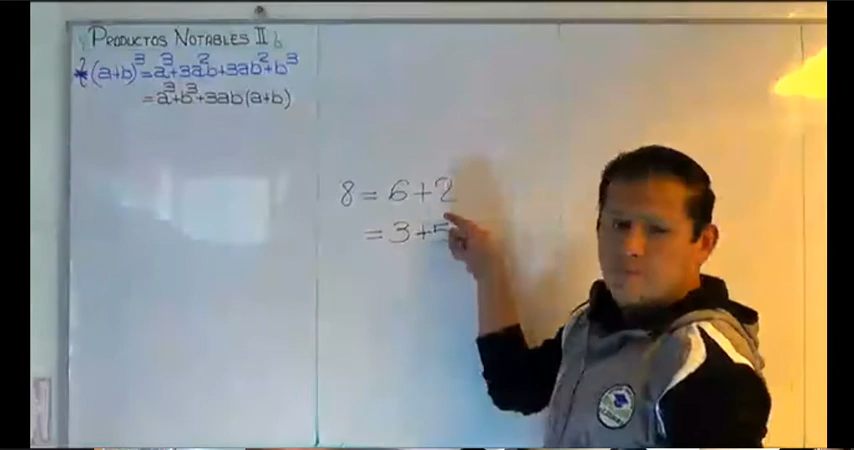 PRODUCTOS NOTABLES II
* (a+b)³=a³+3a²b+3ab²+b³
=a³+b³+3ab(a+b)
8 = 6+2
= 3+5